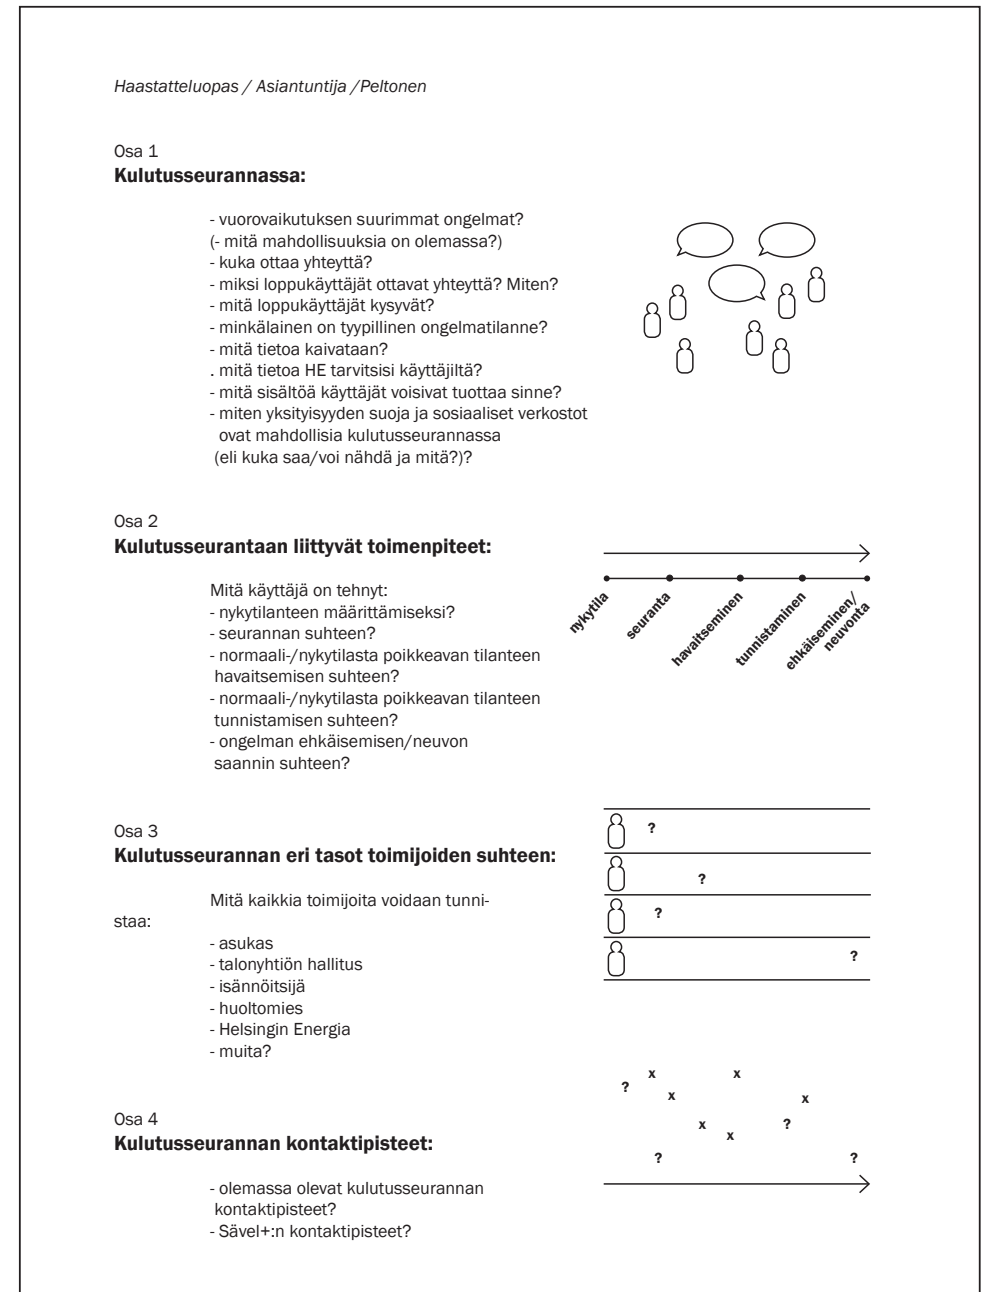 Haastatteluopas / Asiantuntija /Peltonen
Osa 1
Kulutusseurannassa:
- vuorovaikutuksen suurimmat ongelmat?
(- mitä mahdollisuuksia on olemassa?)
- kuka ottaa yhteyttä?
- miksi loppukäyttäjät ottavat yhteyttä? Miten?
- mitä loppukäyttäjät kysyvät?
- minkälainen on tyypillinen ongelmatilanne?
- mitä tietoa kaivataan?
. mitä tietoa HE tarvitsisi käyttäjiltä?
- mitä sisältöä käyttäjät voisivat tuottaa sinne?
- miten yksityisyyden suoja ja sosiaaliset verkostot
ovat mahdollisia kulutusseurannassa
(eli kuka saa/voi nähdä ja mitä?)?
Osa 2
Kulutusseurantaan liittyvät toimenpiteet:
Mitä käyttäjä on tehnyt:
- nykytilanteen määrittämiseksi?
- seurannan suhteen?
- normaali-/nykytilasta poikkeavan tilanteen
havaitsemisen suhteen?
- normaali-/nykytilasta poikkeavan tilanteen
tunnistamisen suhteen?
- ongelman ehkäisemisen/neuvon
saannin suhteen?
nykytila
seuranta
havaitseminen
tunnistaminen
ehkäiseminen/
neuvonta
Osa 3
Kulutusseurannan eri tasot toimijoiden suhteen:
Mitä kaikkia toimijoita voidaan tunni-
staa:
- asukas
- talonyhtiön hallitus
- isännöitsijä
- huoltomies
- Helsingin Energia
- muita?
?
?
?
?
Osa 4
Kulutusseurannan kontaktipisteet:
- olemassa olevat kulutusseurannan
kontaktipisteet?
- Sävel+:n kontaktipisteet?
x x
?
x x
x ?
x
? ?